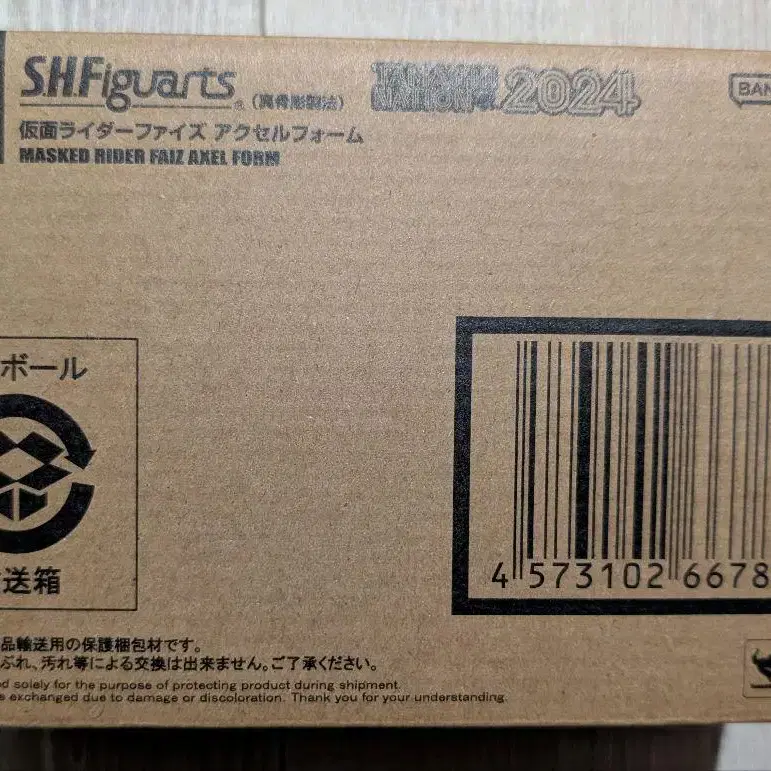 S.H.Figuarts（真骨彫製法） TAMASHII NATION 2024 BAN
仮面ライダーファイズ アクセルフォーム
MASKED RIDER FAIZ AXEL FORM
ボール
送箱
4 573102 6678
品輸送用の保護梱包材です。
ぶれ、汚れ等による交換は出来ません。ご了承ください。
d solely for the purpose of protecting product during shipment.
e exchanged due to damage or discoloration. Thank you for your understanding.